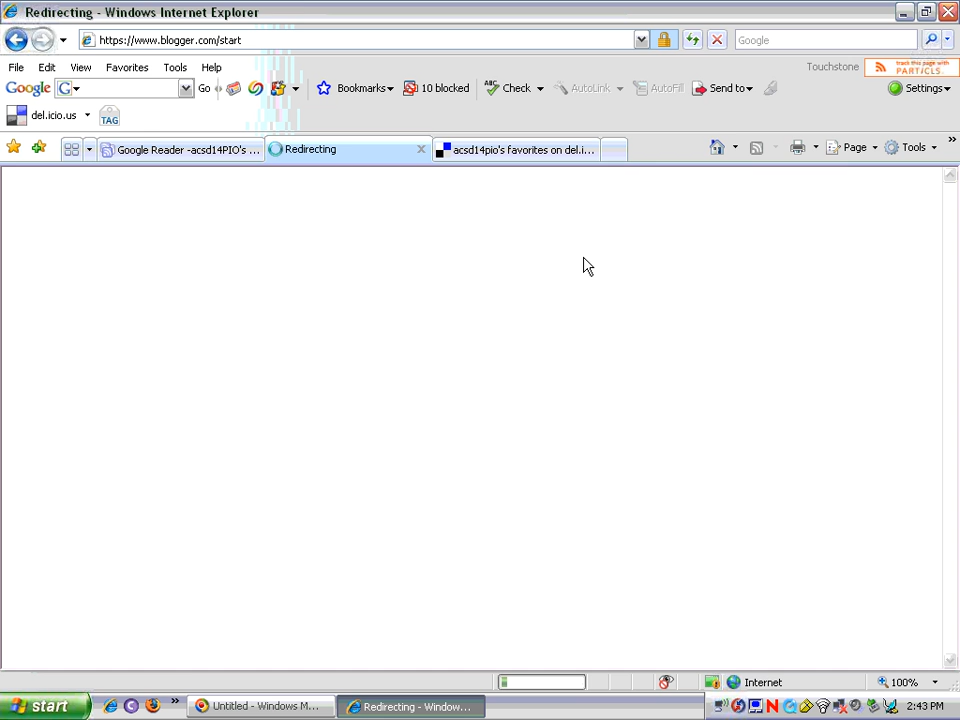 Redirecting - Windows Internet Explorer
https://www.blogger.com/start
Google
File Edit View Favorites Tools Help
Touchstone
track this page with
PARTICLS
Google G Go Bookmarks 10 blocked ABC Check AutoLink AutoFill Send to Settings
del.icio.us TAG
Google Reader -acsd14PIO's ... Redirecting acsd14pio's favorites on del.i... Page Tools
Internet 100%
start Untitled - Windows M... Redirecting - Window... 2:43 PM